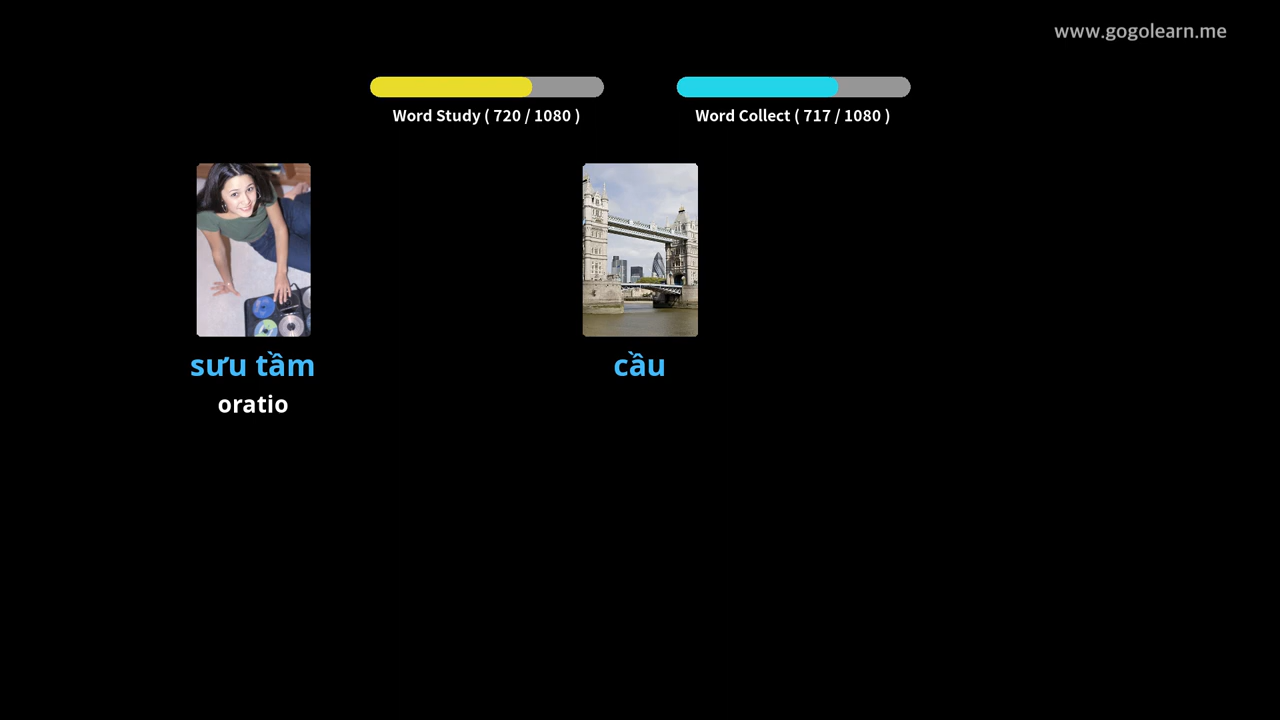 www.gogolearn.me
Word Study ( 720 / 1080 )
Word Collect ( 717 / 1080 )
sưu tầm
oratio
cầu